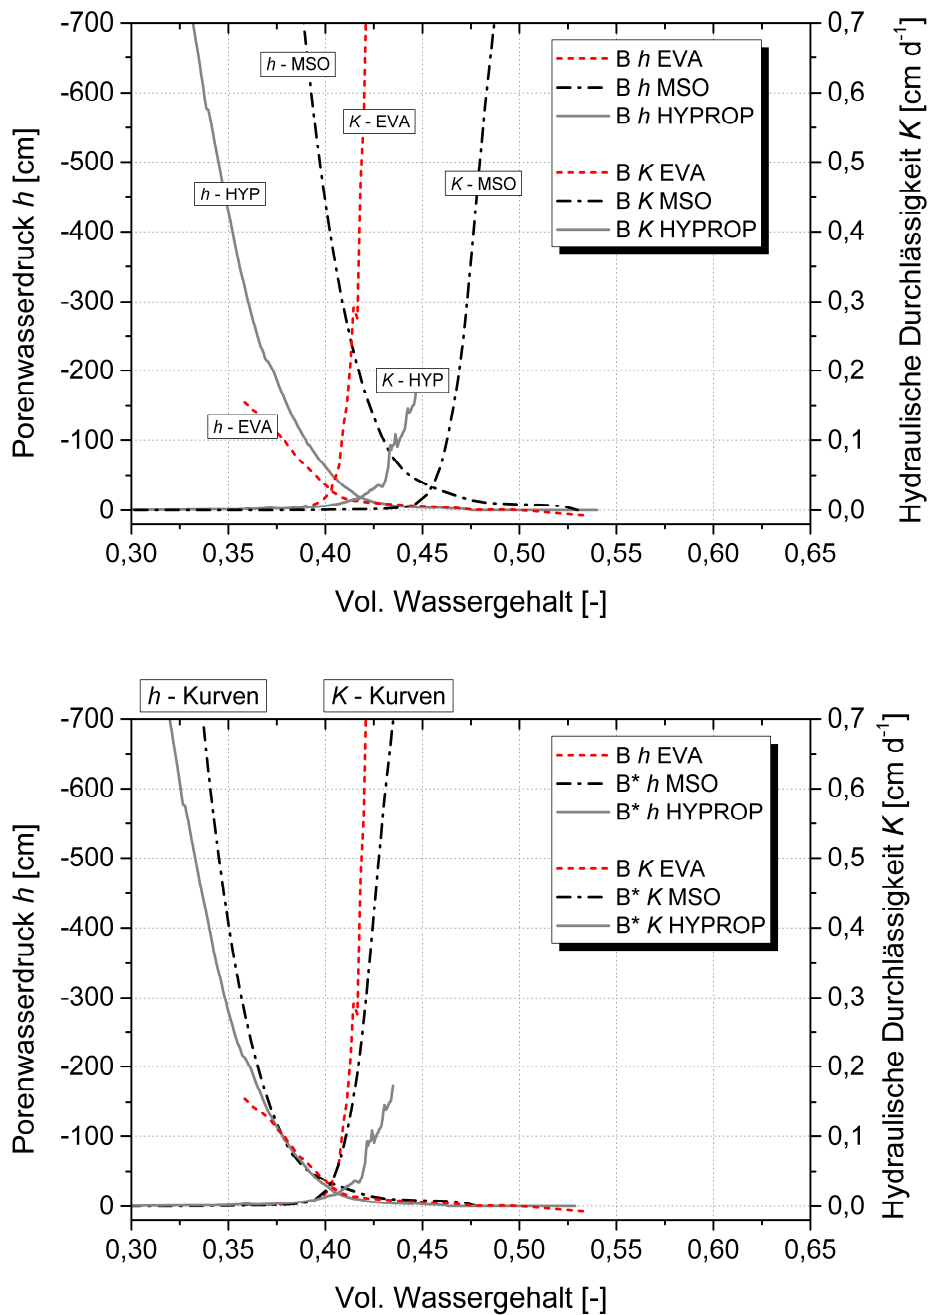 -700
-600
-500
-400
-300
-200
-100
0
Porenwasserdruck h [cm]
h - MSO
K - EVA
h - HYP
K - MSO
K - HYP
h - EVA
B h EVA
B h MSO
B h HYPROP
B K EVA
B K MSO
B K HYPROP
0,7
0,6
0,5
0,4
0,3
0,2
0,1
0,0
Hydraulische Durchlässigkeit K [cm d⁻¹]
0,30 0,35 0,40 0,45 0,50 0,55 0,60 0,65
Vol. Wassergehalt [-]
h - Kurven K - Kurven
-700
-600
-500
-400
-300
-200
-100
0
Porenwasserdruck h [cm]
B h EVA
B* h MSO
B* h HYPROP
B K EVA
B* K MSO
B* K HYPROP
0,7
0,6
0,5
0,4
0,3
0,2
0,1
0,0
Hydraulische Durchlässigkeit K [cm d⁻¹]
0,30 0,35 0,40 0,45 0,50 0,55 0,60 0,65
Vol. Wassergehalt [-]